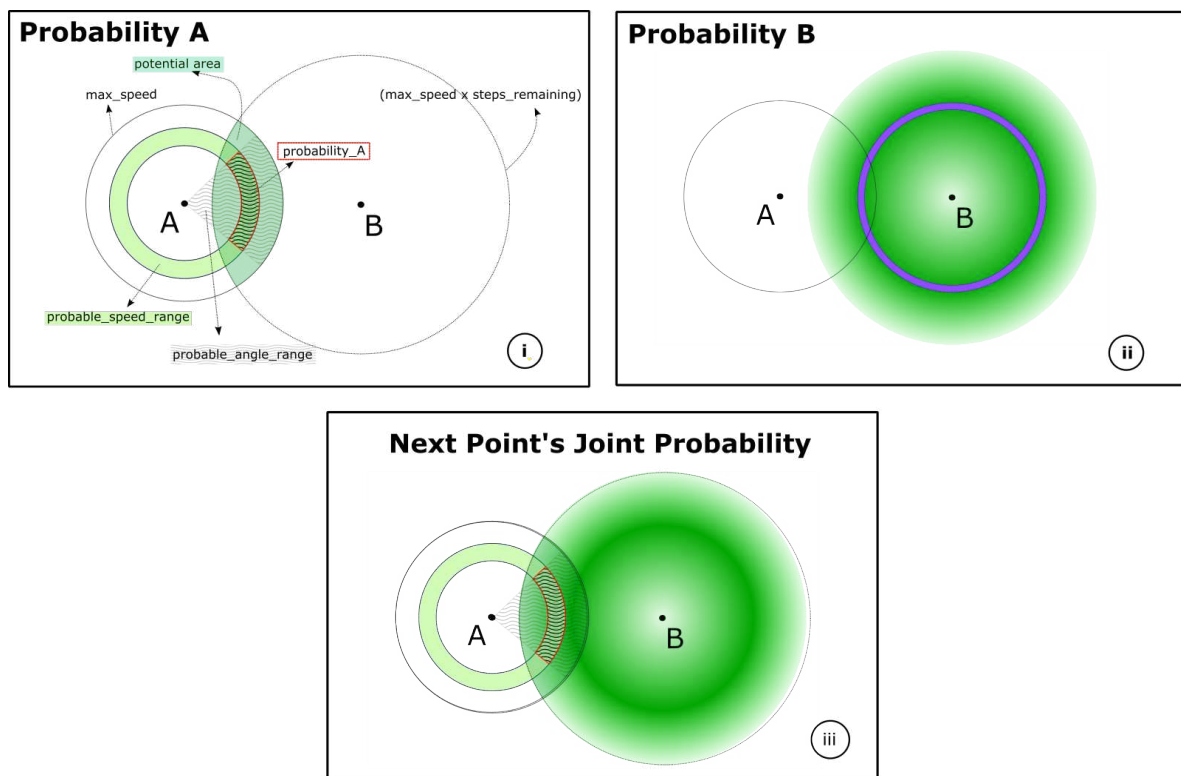 Probability A
potential area
max_speed
(max_speed x steps_remaining)
probability_A
A
B
probable_speed_range
probable_angle_range
i
Probability B
A
B
ii
Next Point's Joint Probability
A
B
iii